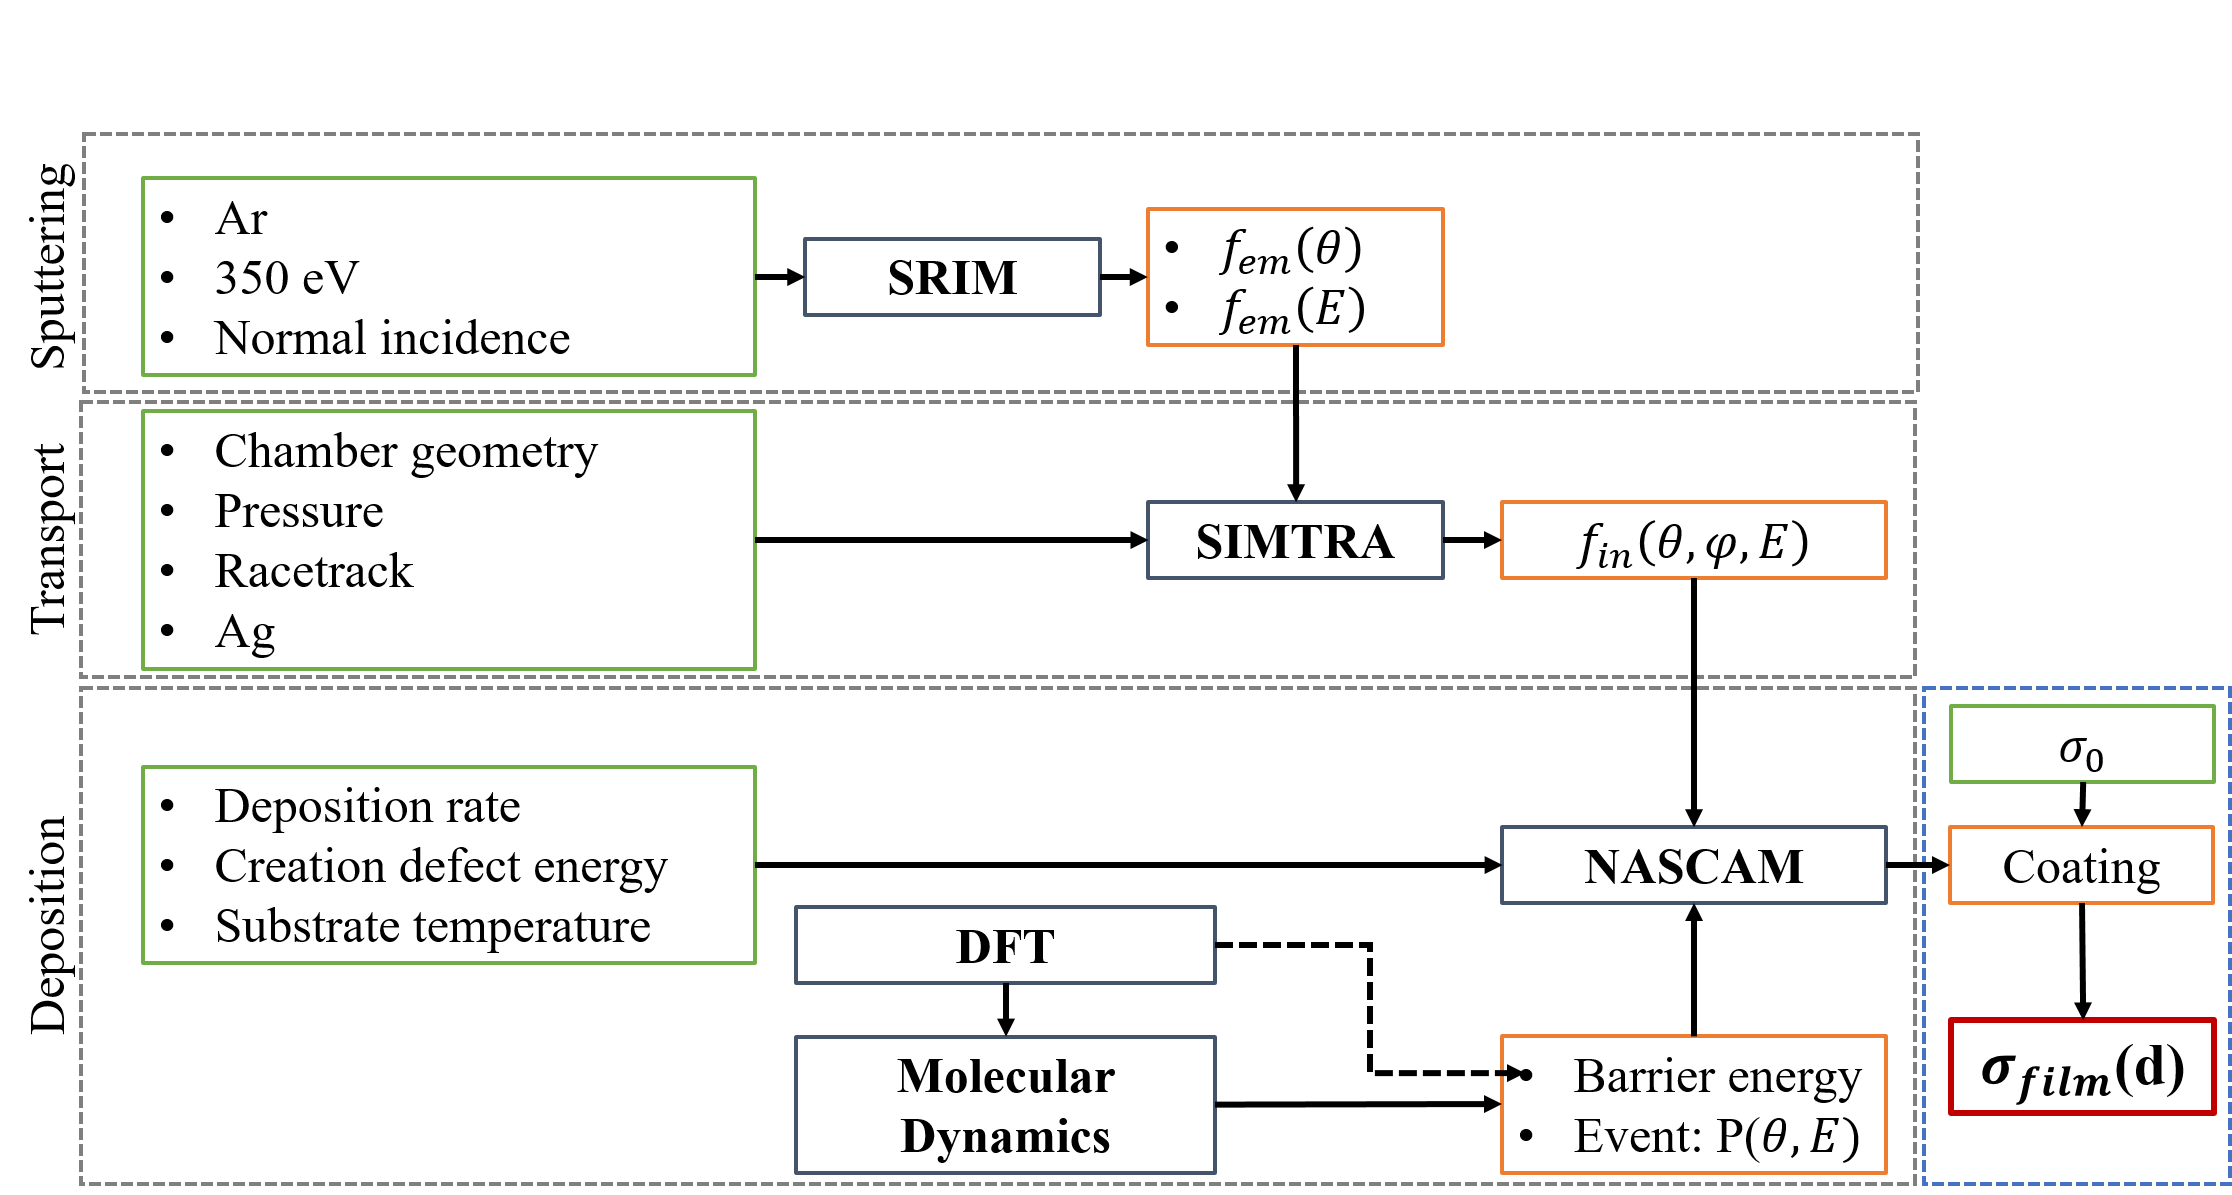 Sputtering
• Ar
• 350 eV
• Normal incidence
SRIM
• f_em(θ)
• f_em(E)
Transport
• Chamber geometry
• Pressure
• Racetrack
• Ag
SIMTRA
f_in(θ, φ, E)
Deposition
• Deposition rate
• Creation defect energy
• Substrate temperature
DFT
Molecular
Dynamics
NASCAM
• Barrier energy
• Event: P(θ, E)
σ₀
Coating
σ_film(d)